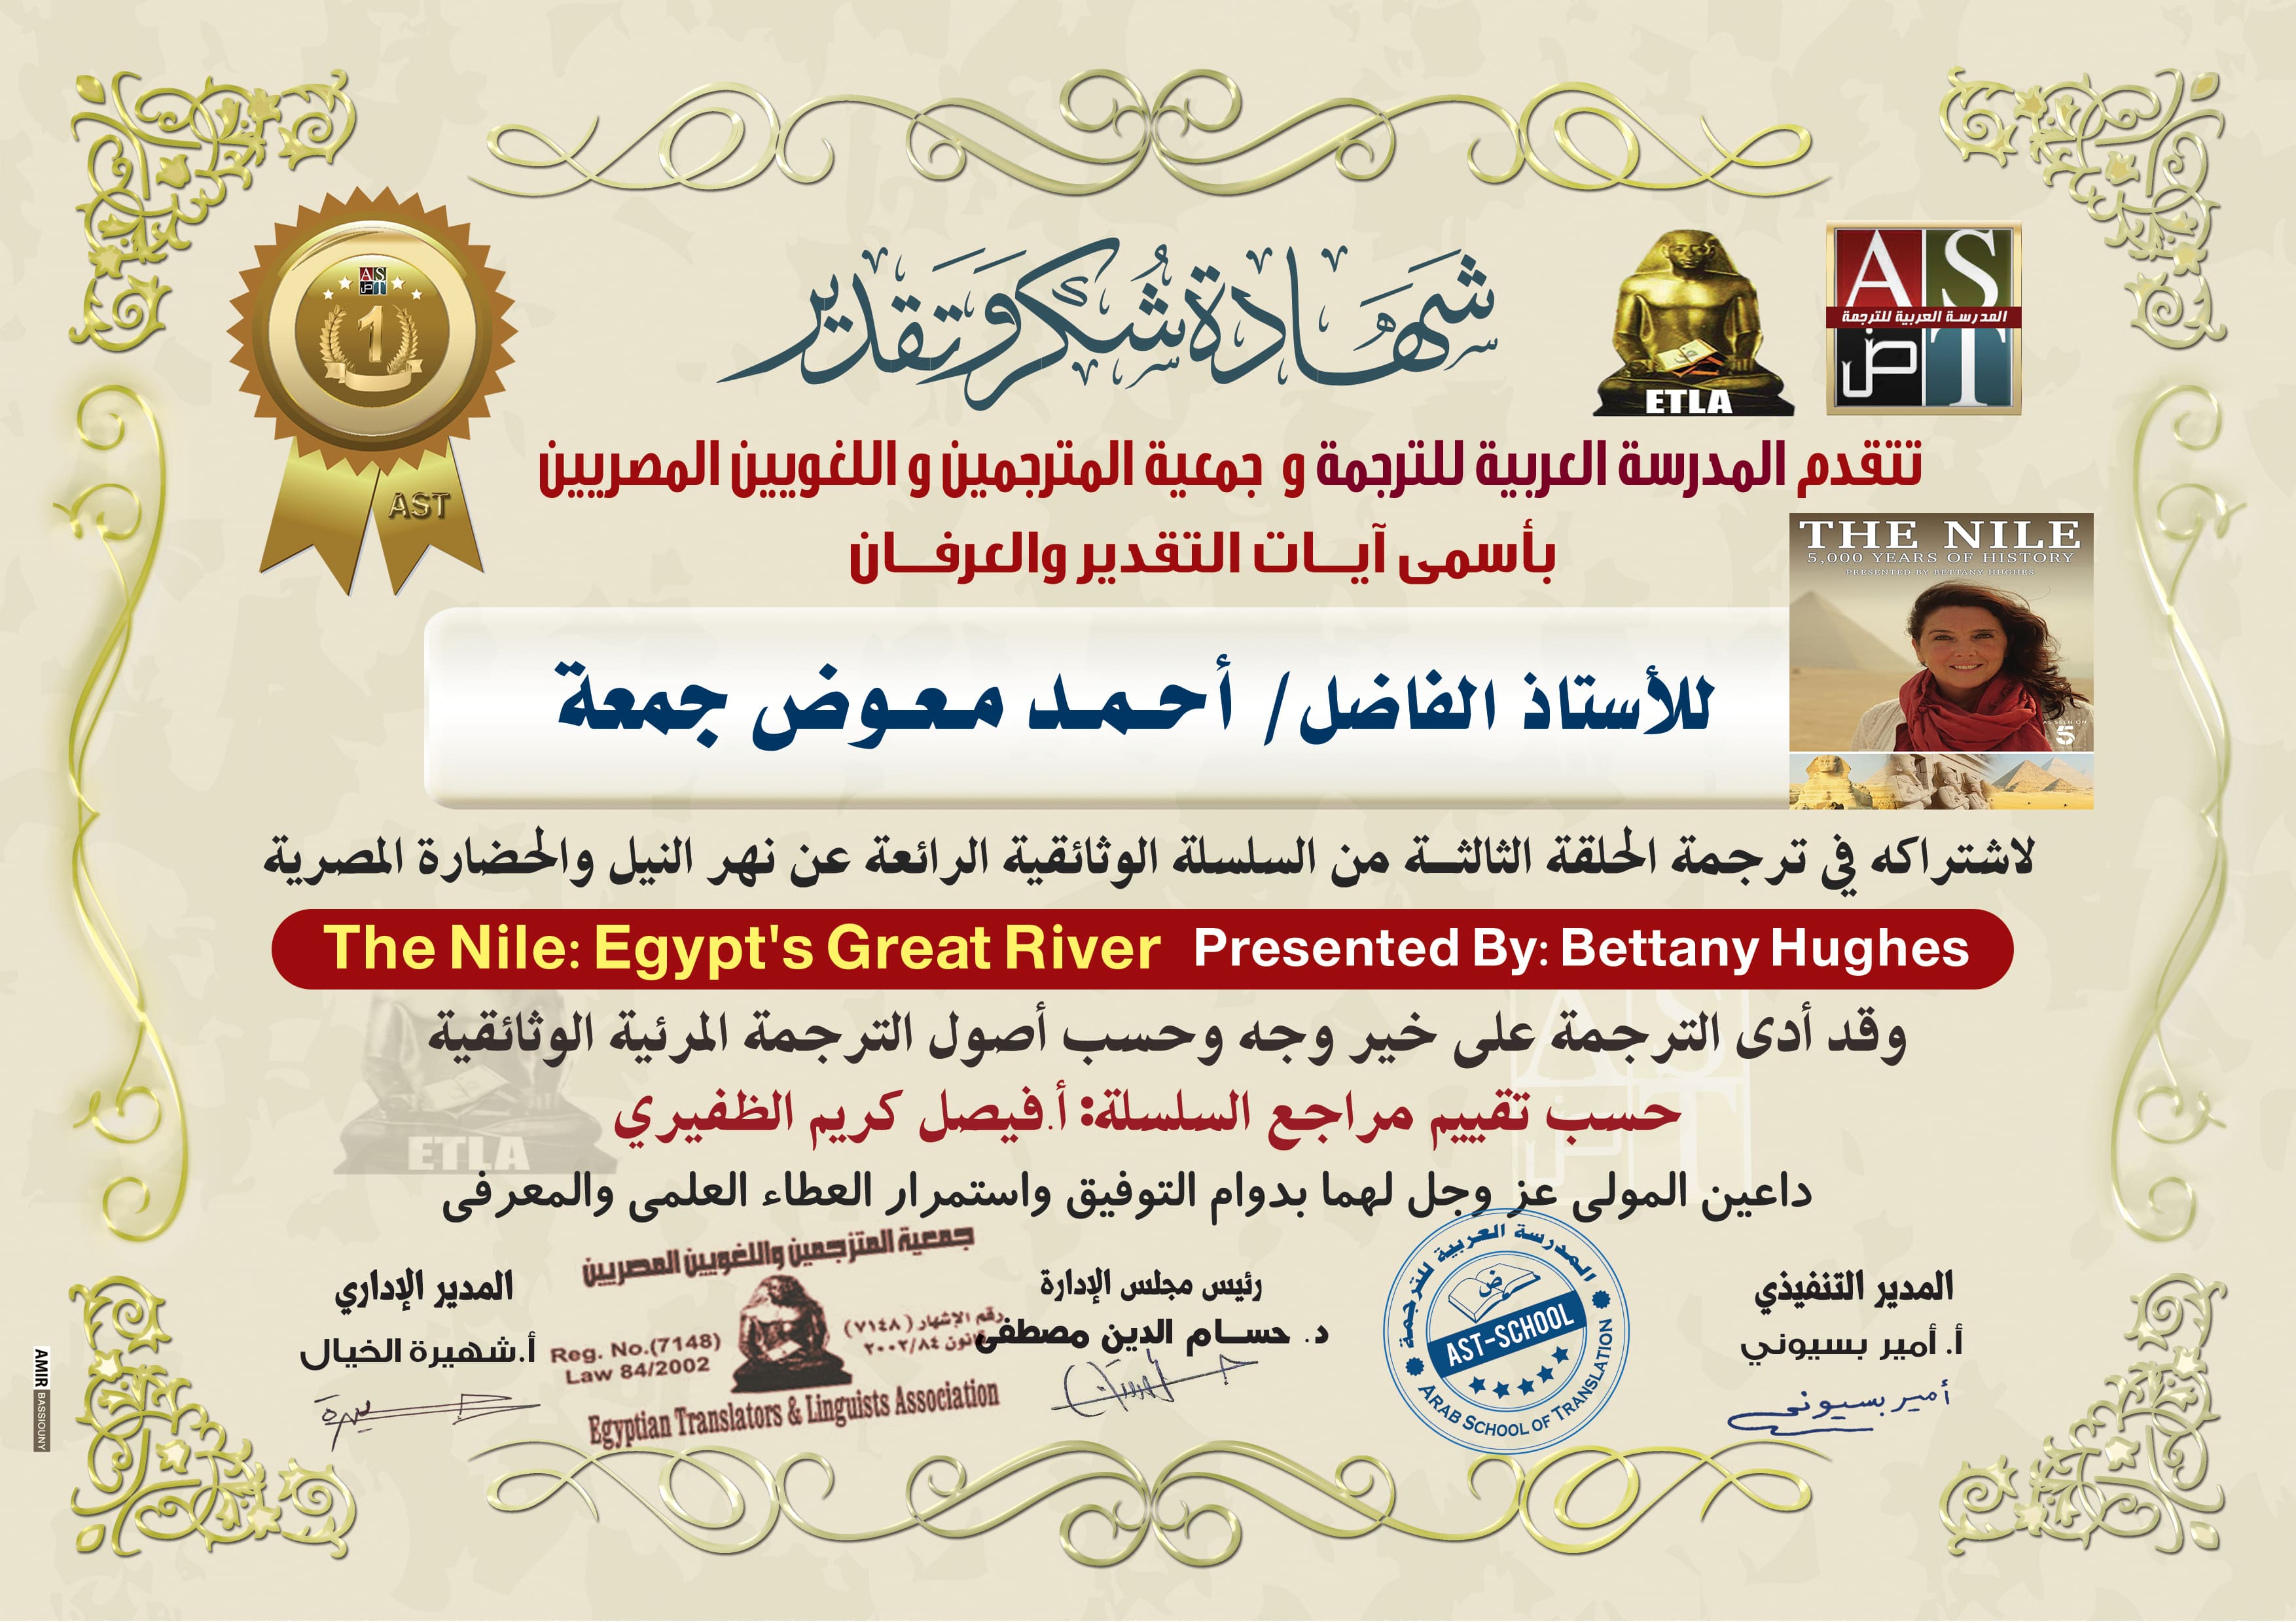 شهادة شكر وتقدير
1
AST
ETLA
A S
المدرسة العربية للترجمة
ض T
تتقدم المدرسة العربية للترجمة و جمعية المترجمين و اللغويين المصريين
بأسمى آيـــات التقدير والعرفـــان
THE NILE
5,000 YEARS OF HISTORY
PRESENTED BY BETTANY HUGHES
AS SEEN ON
5
للأستاذ الفاضل/ أحمد معوض جمعة
لاشتراكه في ترجمة الحلقة الثالثـــة من السلسلة الوثائقية الرائعة عن نهر النيل والحضارة المصرية
The Nile: Egypt's Great River Presented By: Bettany Hughes
وقد أدى الترجمة على خير وجه وحسب أصول الترجمة المرئية الوثائقية
حسب تقييم مراجع السلسلة: أ.فيصل كريم الظفيري
ETLA
داعين المولى عز وجل لهما بدوام التوفيق واستمرار العطاء العلمى والمعرفى
المدير التنفيذي
أ. أمير بسيوني
أمير بسيونى
المدرسة العربية للترجمة
ض
AST-SCHOOL
ARAB SCHOOL OF TRANSLATION
رئيس مجلس الإدارة
د. حســـام الدين مصطفى
جمعية المترجمين واللغويين المصريين
رقم الإشهار (٧١٤٨)
قانون ٢٠٠٢/٨٤
Reg. No.(7148)
Law 84/2002
Egyptian Translators & Linguists Association
المدير الإداري
أ.شهيرة الخيال
AMIR BASSIOUNY